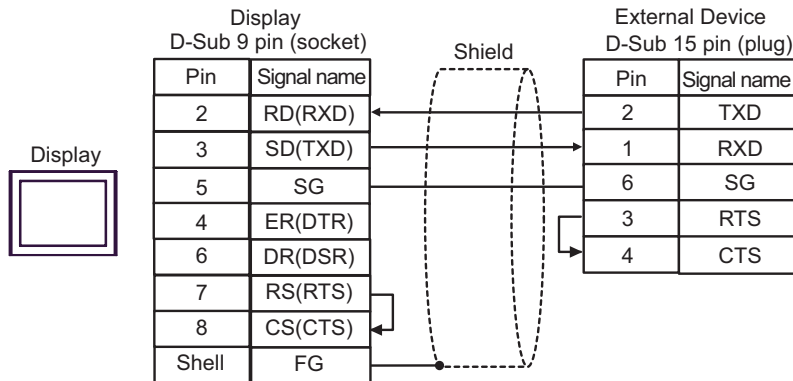 Display
D-Sub 9 pin (socket)
Shield
External Device
D-Sub 15 pin (plug)
Display
Pin Signal name
2 RD(RXD)
3 SD(TXD)
5 SG
4 ER(DTR)
6 DR(DSR)
7 RS(RTS)
8 CS(CTS)
Shell FG
Pin Signal name
2 TXD
1 RXD
6 SG
3 RTS
4 CTS